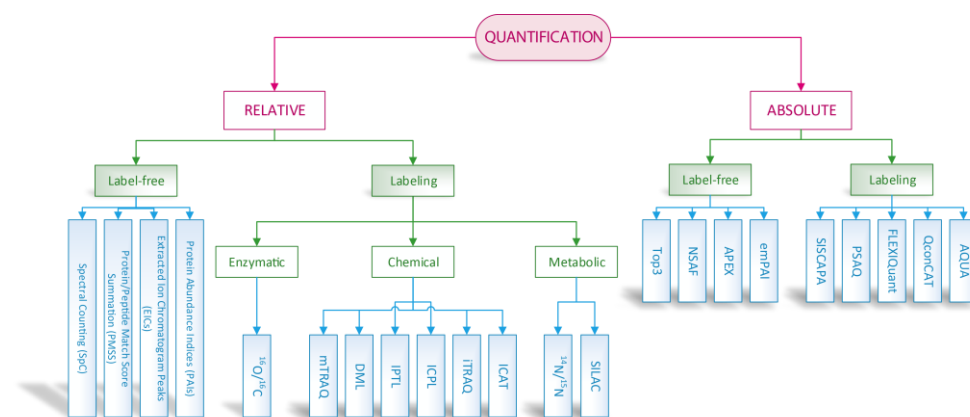 QUANTIFICATION
RELATIVE
ABSOLUTE
Label-free
Labeling
Label-free
Labeling
Enzymatic
Chemical
Metabolic
Spectral Counting (SpC)
Protein/Peptide Match Score
Summation (PMSS)
Extracted Ion Chromatogram Peaks
(EICs)
Protein Abundance Indices (PAIs)
¹⁶O/¹⁶C
mTRAQ
DML
IPTL
ICPL
iTRAQ
ICAT
¹⁴N/¹⁵N
SILAC
Top3
NSAF
APEX
emPAI
SISCAPA
PSAQ
FLEXIQuant
QconCAT
AQUA